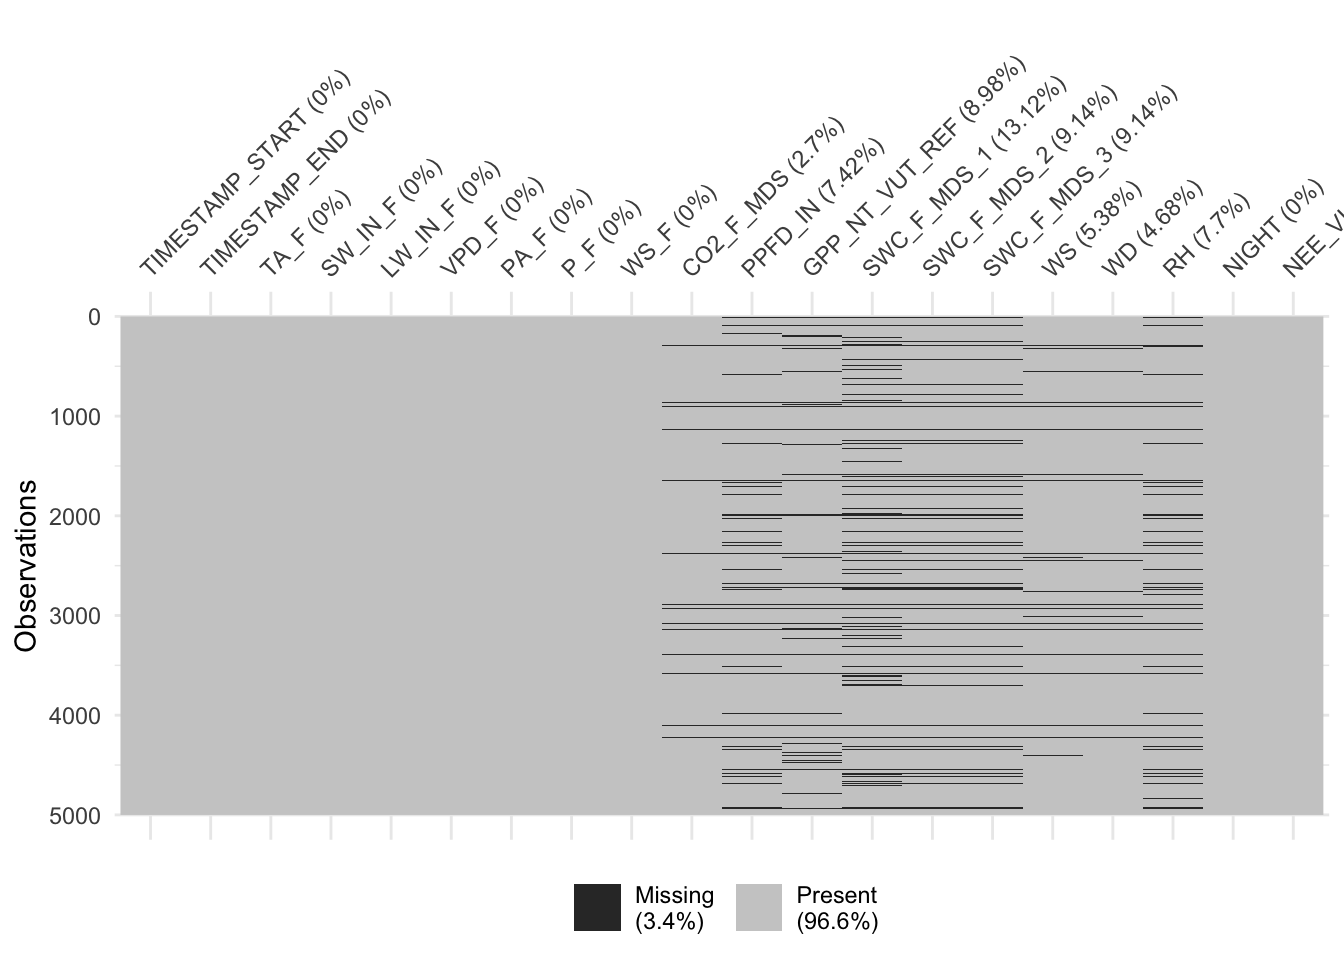 TIMESTAMP_START (0%)
TIMESTAMP_END (0%)
TA_F (0%)
SW_IN_F (0%)
LW_IN_F (0%)
VPD_F (0%)
PA_F (0%)
P_F (0%)
WS_F (0%)
CO2_F_MDS (2.7%)
PPFD_IN (7.42%)
GPP_NT_VUT_REF (8.98%)
SWC_F_MDS_1 (13.12%)
SWC_F_MDS_2 (9.14%)
SWC_F_MDS_3 (9.14%)
WS (5.38%)
WD (4.68%)
RH (7.7%)
NIGHT (0%)
0
1000
2000
3000
4000
5000
Observations
Missing
(3.4%)
Present
(96.6%)